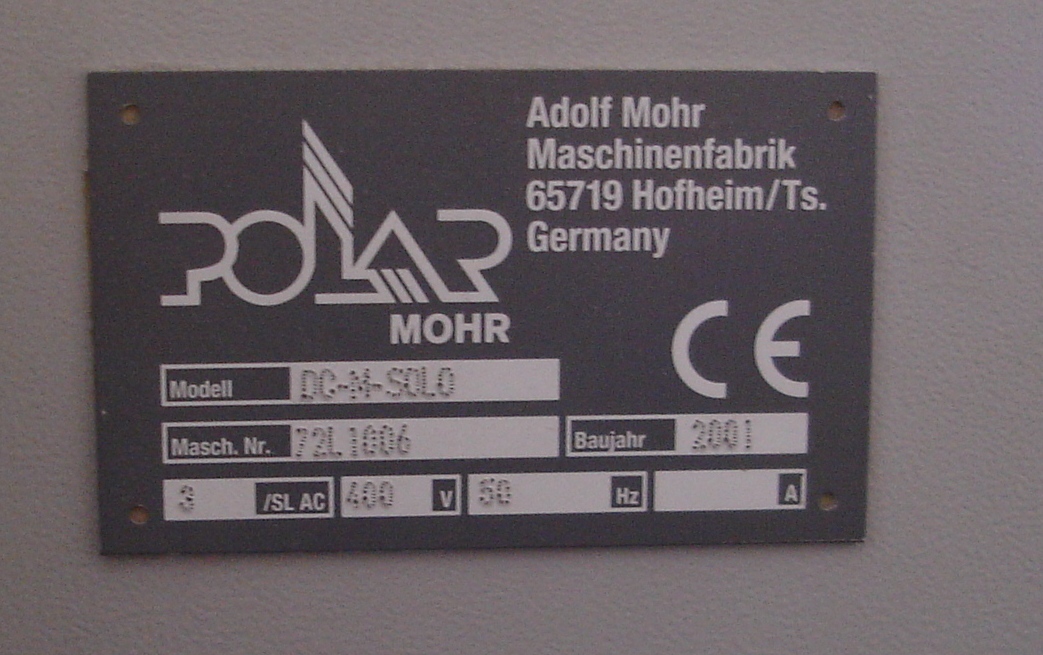 Adolf Mohr
Maschinenfabrik
65719 Hofheim/Ts.
Germany
POLAR
MOHR
CE
Modell DC-M-SOLO
Masch. Nr. 72L1006 Baujahr 2001
3 /SL AC 400 V 50 Hz A